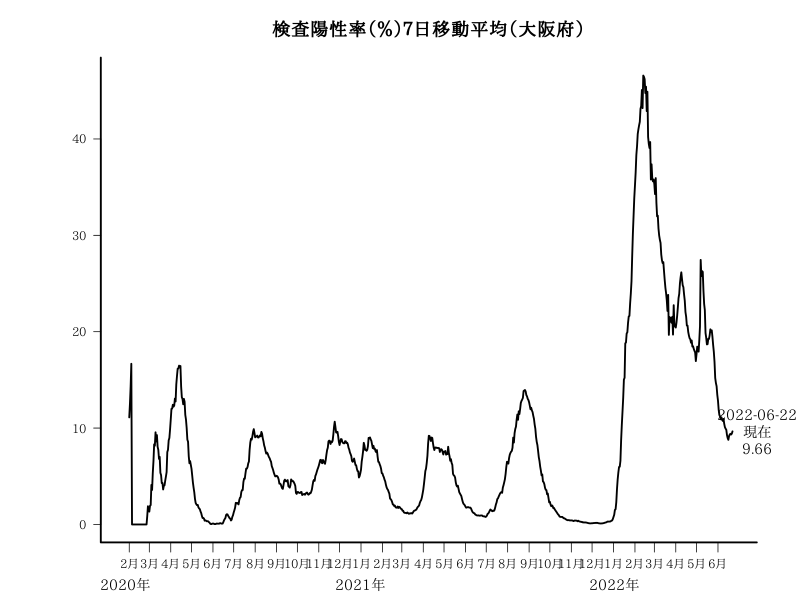 検査陽性率(%)7日移動平均(大阪府)
40
30
20
10
0
2022-06-22
現在
9.66
2月3月 4月 5月 6月 7月 8月 9月10月11月12月1月 2月3月 4月 5月 6月 7月 8月 9月10月11月12月1月 2月3月 4月 5月 6月
2020年 2021年 2022年